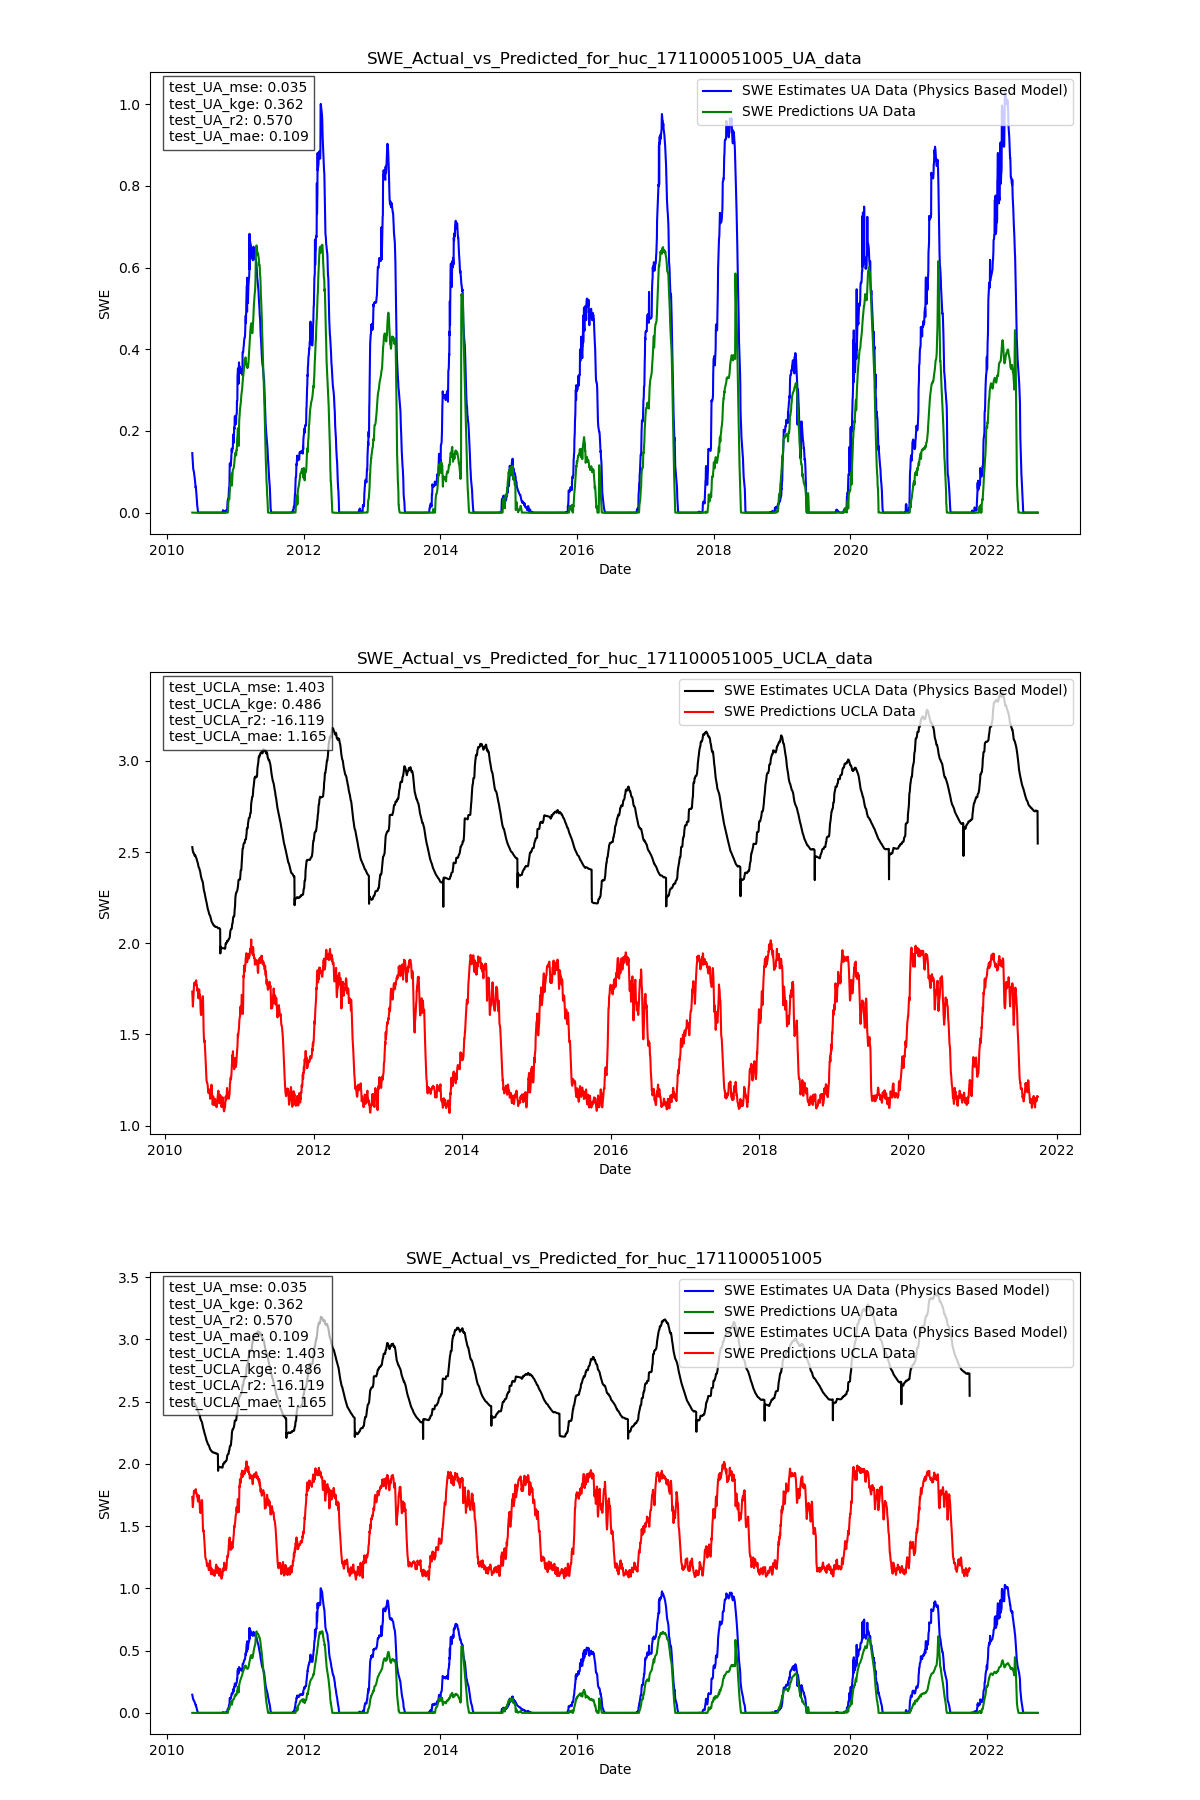 SWE_Actual_vs_Predicted_for_huc_171100051005_UA_data
test_UA_mse: 0.035
test_UA_kge: 0.362
test_UA_r2: 0.570
test_UA_mae: 0.109
SWE Estimates UA Data (Physics Based Model)
SWE Predictions UA Data
1.0
0.8
0.6
0.4
0.2
0.0
SWE
2010 2012 2014 2016 2018 2020 2022
Date
SWE_Actual_vs_Predicted_for_huc_171100051005_UCLA_data
test_UCLA_mse: 1.403
test_UCLA_kge: 0.486
test_UCLA_r2: -16.119
test_UCLA_mae: 1.165
SWE Estimates UCLA Data (Physics Based Model)
SWE Predictions UCLA Data
3.0
2.5
2.0
1.5
1.0
SWE
2010 2012 2014 2016 2018 2020 2022
Date
SWE_Actual_vs_Predicted_for_huc_171100051005
test_UA_mse: 0.035
test_UA_kge: 0.362
test_UA_r2: 0.570
test_UA_mae: 0.109
test_UCLA_mse: 1.403
test_UCLA_kge: 0.486
test_UCLA_r2: -16.119
test_UCLA_mae: 1.165
SWE Estimates UA Data (Physics Based Model)
SWE Predictions UA Data
SWE Estimates UCLA Data (Physics Based Model)
SWE Predictions UCLA Data
3.5
3.0
2.5
2.0
1.5
1.0
0.5
0.0
SWE
2010 2012 2014 2016 2018 2020 2022
Date